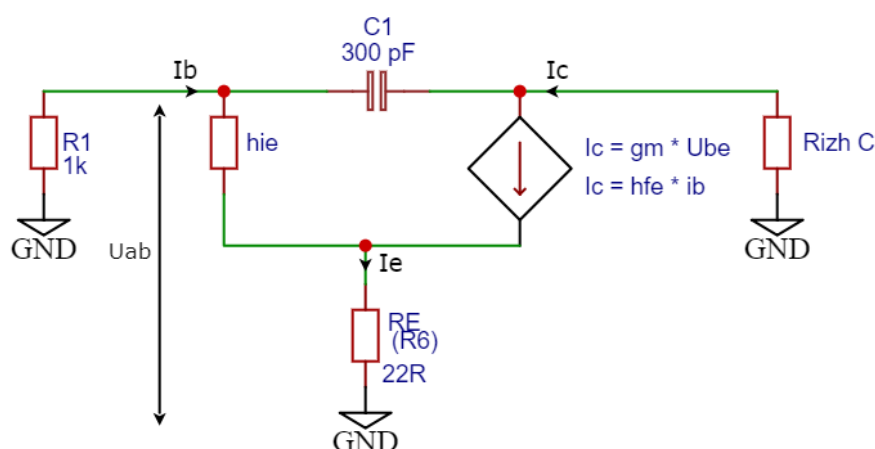 C1
300 pF
Ib
Ic
R1
1k
hie
Ic = gm * Ube
Ic = hfe * ib
Rizh C
GND
Uab
Ie
GND
RE
(R6)
22R
GND